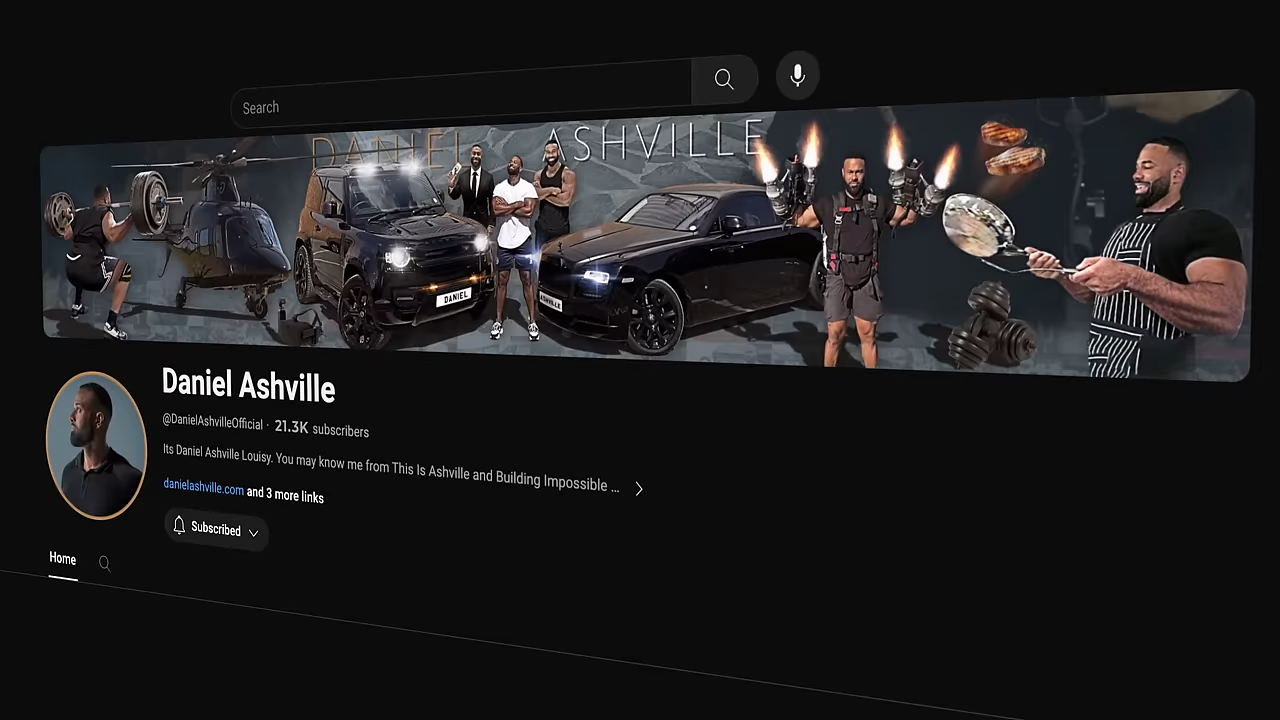 Search
DANIEL ASHVILLE
DANIEL
ASHVILLE
Daniel Ashville
@DanielAshvilleOfficial · 21.3K subscribers
Its Daniel Ashville Louisy. You may know me from This Is Ashville and Building Impossible ...
danielashville.com and 3 more links
Subscribed
Home